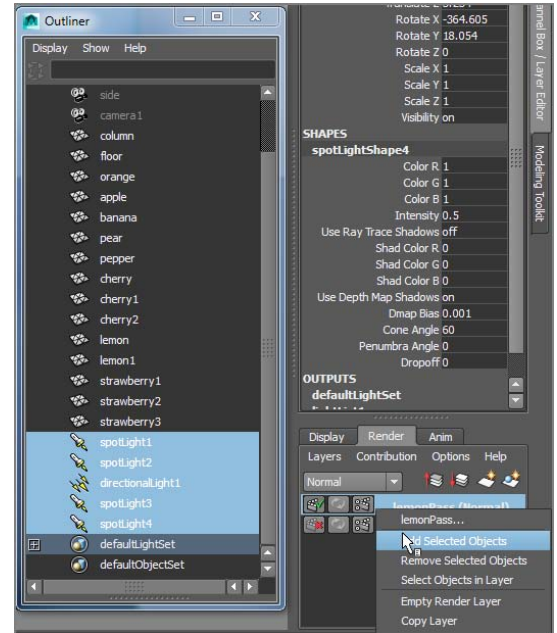 Outliner
Display Show Help
side
camera1
column
floor
orange
apple
banana
pear
pepper
cherry
cherry1
cherry2
lemon
lemon1
strawberry1
strawberry2
strawberry3
spotLight1
spotLight2
directionalLight1
spotLight3
spotLight4
defaultLightSet
defaultObjectSet
Rotate X -364.605
Rotate Y 18.054
Rotate Z 0
Scale X 1
Scale Y 1
Scale Z 1
Visibility on
SHAPES
spotLightShape4
Color R 1
Color G 1
Color B 1
Intensity 0.5
Use Ray Trace Shadows off
Shad Color R 0
Shad Color G 0
Shad Color B 0
Use Depth Map Shadows on
Dmap Bias 0.001
Cone Angle 60
Penumbra Angle 0
Dropoff 0
OUTPUTS
defaultLightSet
Display Render Anim
Layers Contribution Options Help
Normal
lemonPass (Normal)
lemonPass...
Selected Objects
Remove Selected Objects
Select Objects in Layer
Empty Render Layer
Copy Layer
Box / Layer Editor
Modeling Toolkit